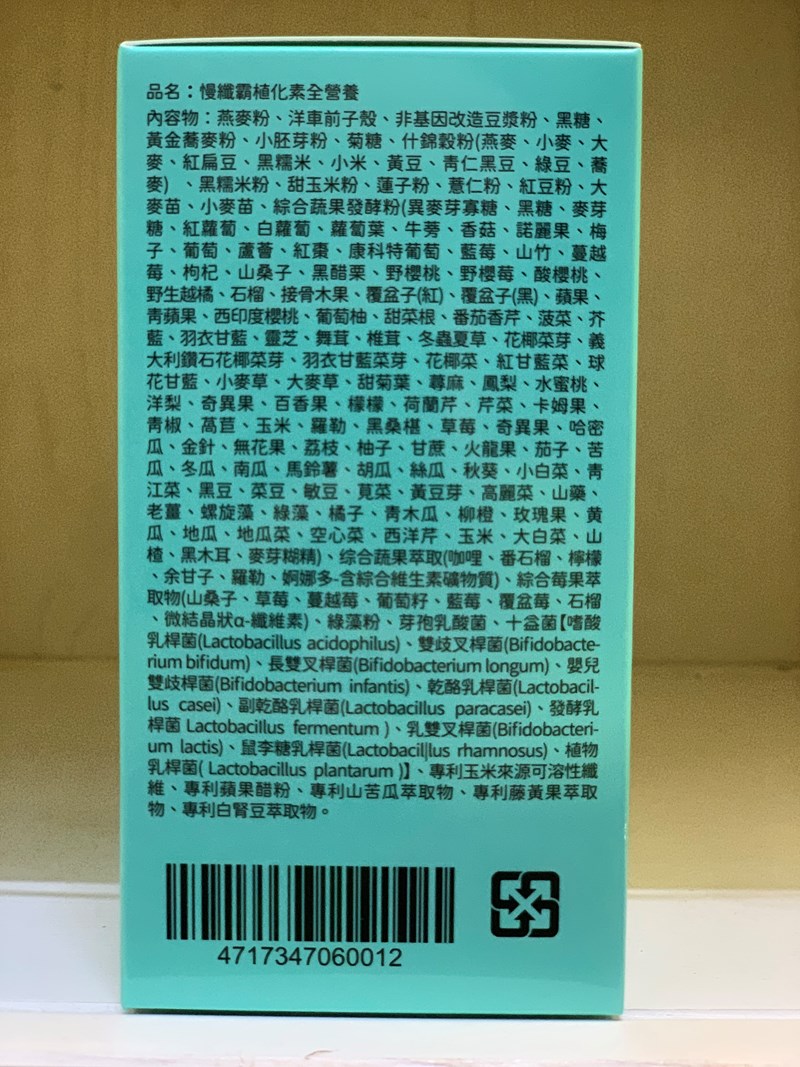 品名：慢纖霸植化素全營養
內容物：燕麥粉、洋車前子殼、非基因改造豆漿粉、黑糖、
黃金蕎麥粉、小胚芽粉、菊糖、什錦穀粉(燕麥、小麥、大
麥、紅扁豆、黑糯米、小米、黃豆、青仁黑豆、綠豆、蕎
麥) 、黑糯米粉、甜玉米粉、蓮子粉、薏仁粉、紅豆粉、大
麥苗、小麥苗、綜合蔬果發酵粉(異麥芽寡糖、黑糖、麥芽
糖、紅蘿蔔、白蘿蔔、蘿蔔葉、牛蒡、香菇、諾麗果、梅
子、葡萄、蘆薈、紅棗、康科特葡萄、藍莓、山竹、蔓越
莓、枸杞、山桑子、黑醋栗、野櫻桃、野櫻莓、酸櫻桃、
野生越橘、石榴、接骨木果、覆盆子(紅)、覆盆子(黑)、蘋果、
青蘋果、西印度櫻桃、葡萄柚、甜菜根、番茄香芹、菠菜、芥
藍、羽衣甘藍、靈芝、舞茸、椎茸、冬蟲夏草、花椰菜芽、義
大利鑽石花椰菜芽、羽衣甘藍菜芽、花椰菜、紅甘藍菜、球
花甘藍、小麥草、大麥草、甜菊葉、蕁麻、鳳梨、水蜜桃、
洋梨、奇異果、百香果、檬檬、荷蘭芹、芹菜、卡姆果、
青椒、萵苣、玉米、羅勒、黑桑椹、草莓、奇異果、哈密
瓜、金針、無花果、荔枝、柚子、甘蔗、火龍果、茄子、苦
瓜、冬瓜、南瓜、馬鈴薯、胡瓜、絲瓜、秋葵、小白菜、青
江菜、黑豆、菜豆、敏豆、莧菜、黃豆芽、高麗菜、山藥、
老薑、螺旋藻、綠藻、橘子、青木瓜、柳橙、玫瑰果、黄
瓜、地瓜、地瓜菜、空心菜、西洋芹、玉米、大白菜、山
楂、黑木耳、麥芽糊精)、综合蔬果萃取(咖哩、番石榴、檸檬
、余甘子、羅勒、婀娜多-含綜合維生素礦物質)、綜合莓果萃
取物(山桑子、草莓、蔓越莓、葡萄籽、藍莓、覆盆莓、石榴
、微結晶狀α-纖維素)、綠藻粉、芽孢乳酸菌、十益菌【嗜酸
乳桿菌(Lactobacillus acidophilus)、雙歧叉桿菌(Bifidobacte-
rium bifidum)、長雙叉桿菌(Bifidobacterium longum)、嬰兒
雙歧桿菌(Bifidobacterium infantis)、乾酪乳桿菌(Lactobacil-
lus casei)、副乾酪乳桿菌(Lactobacillus paracasei)、發酵乳
桿菌 Lactobacillus fermentum )、乳雙叉桿菌(Bifidobacteri-
um lactis)、鼠李糖乳桿菌(Lactobacil|lus rhamnosus)、植物
乳桿菌( Lactobacillus plantarum )】、專利玉米來源可溶性纖
維、專利蘋果醋粉、專利山苦瓜萃取物、專利藤黃果萃取
物、專利白腎豆萃取物。
4717347060012